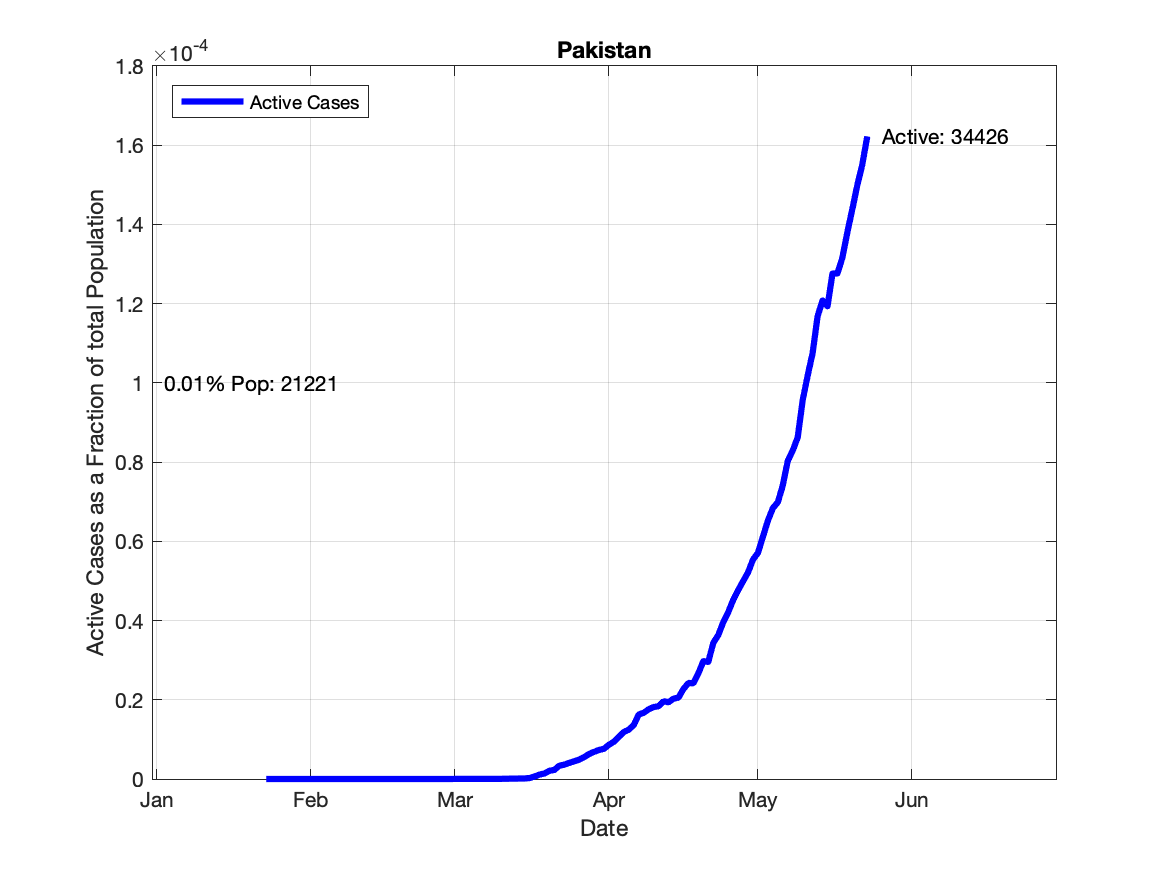 Pakistan
×10-4
1.8
1.6
1.4
1.2
1
0.8
0.6
0.4
0.2
0
Active Cases as a Fraction of total Population
Active Cases
Active: 34426
0.01% Pop: 21221
Jan Feb Mar Apr May Jun
Date